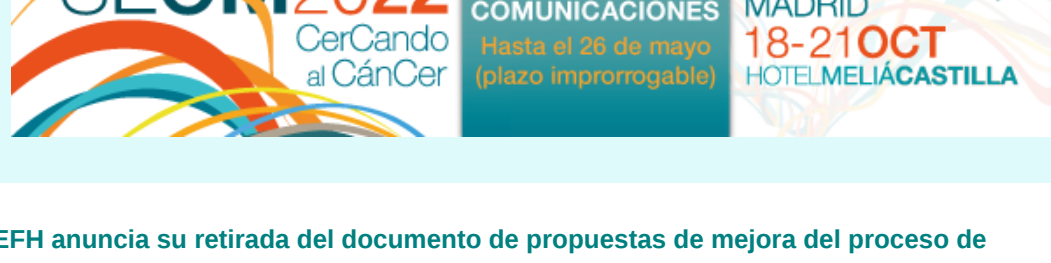 2022
COMUNICACIONES
MADRID
CerCando
al CánCer
Hasta el 26 de mayo
(plazo improrrogable)
18-21OCT
HOTELMELIÁCASTILLA
EFH anuncia su retirada del documento de propuestas de mejora del proceso de